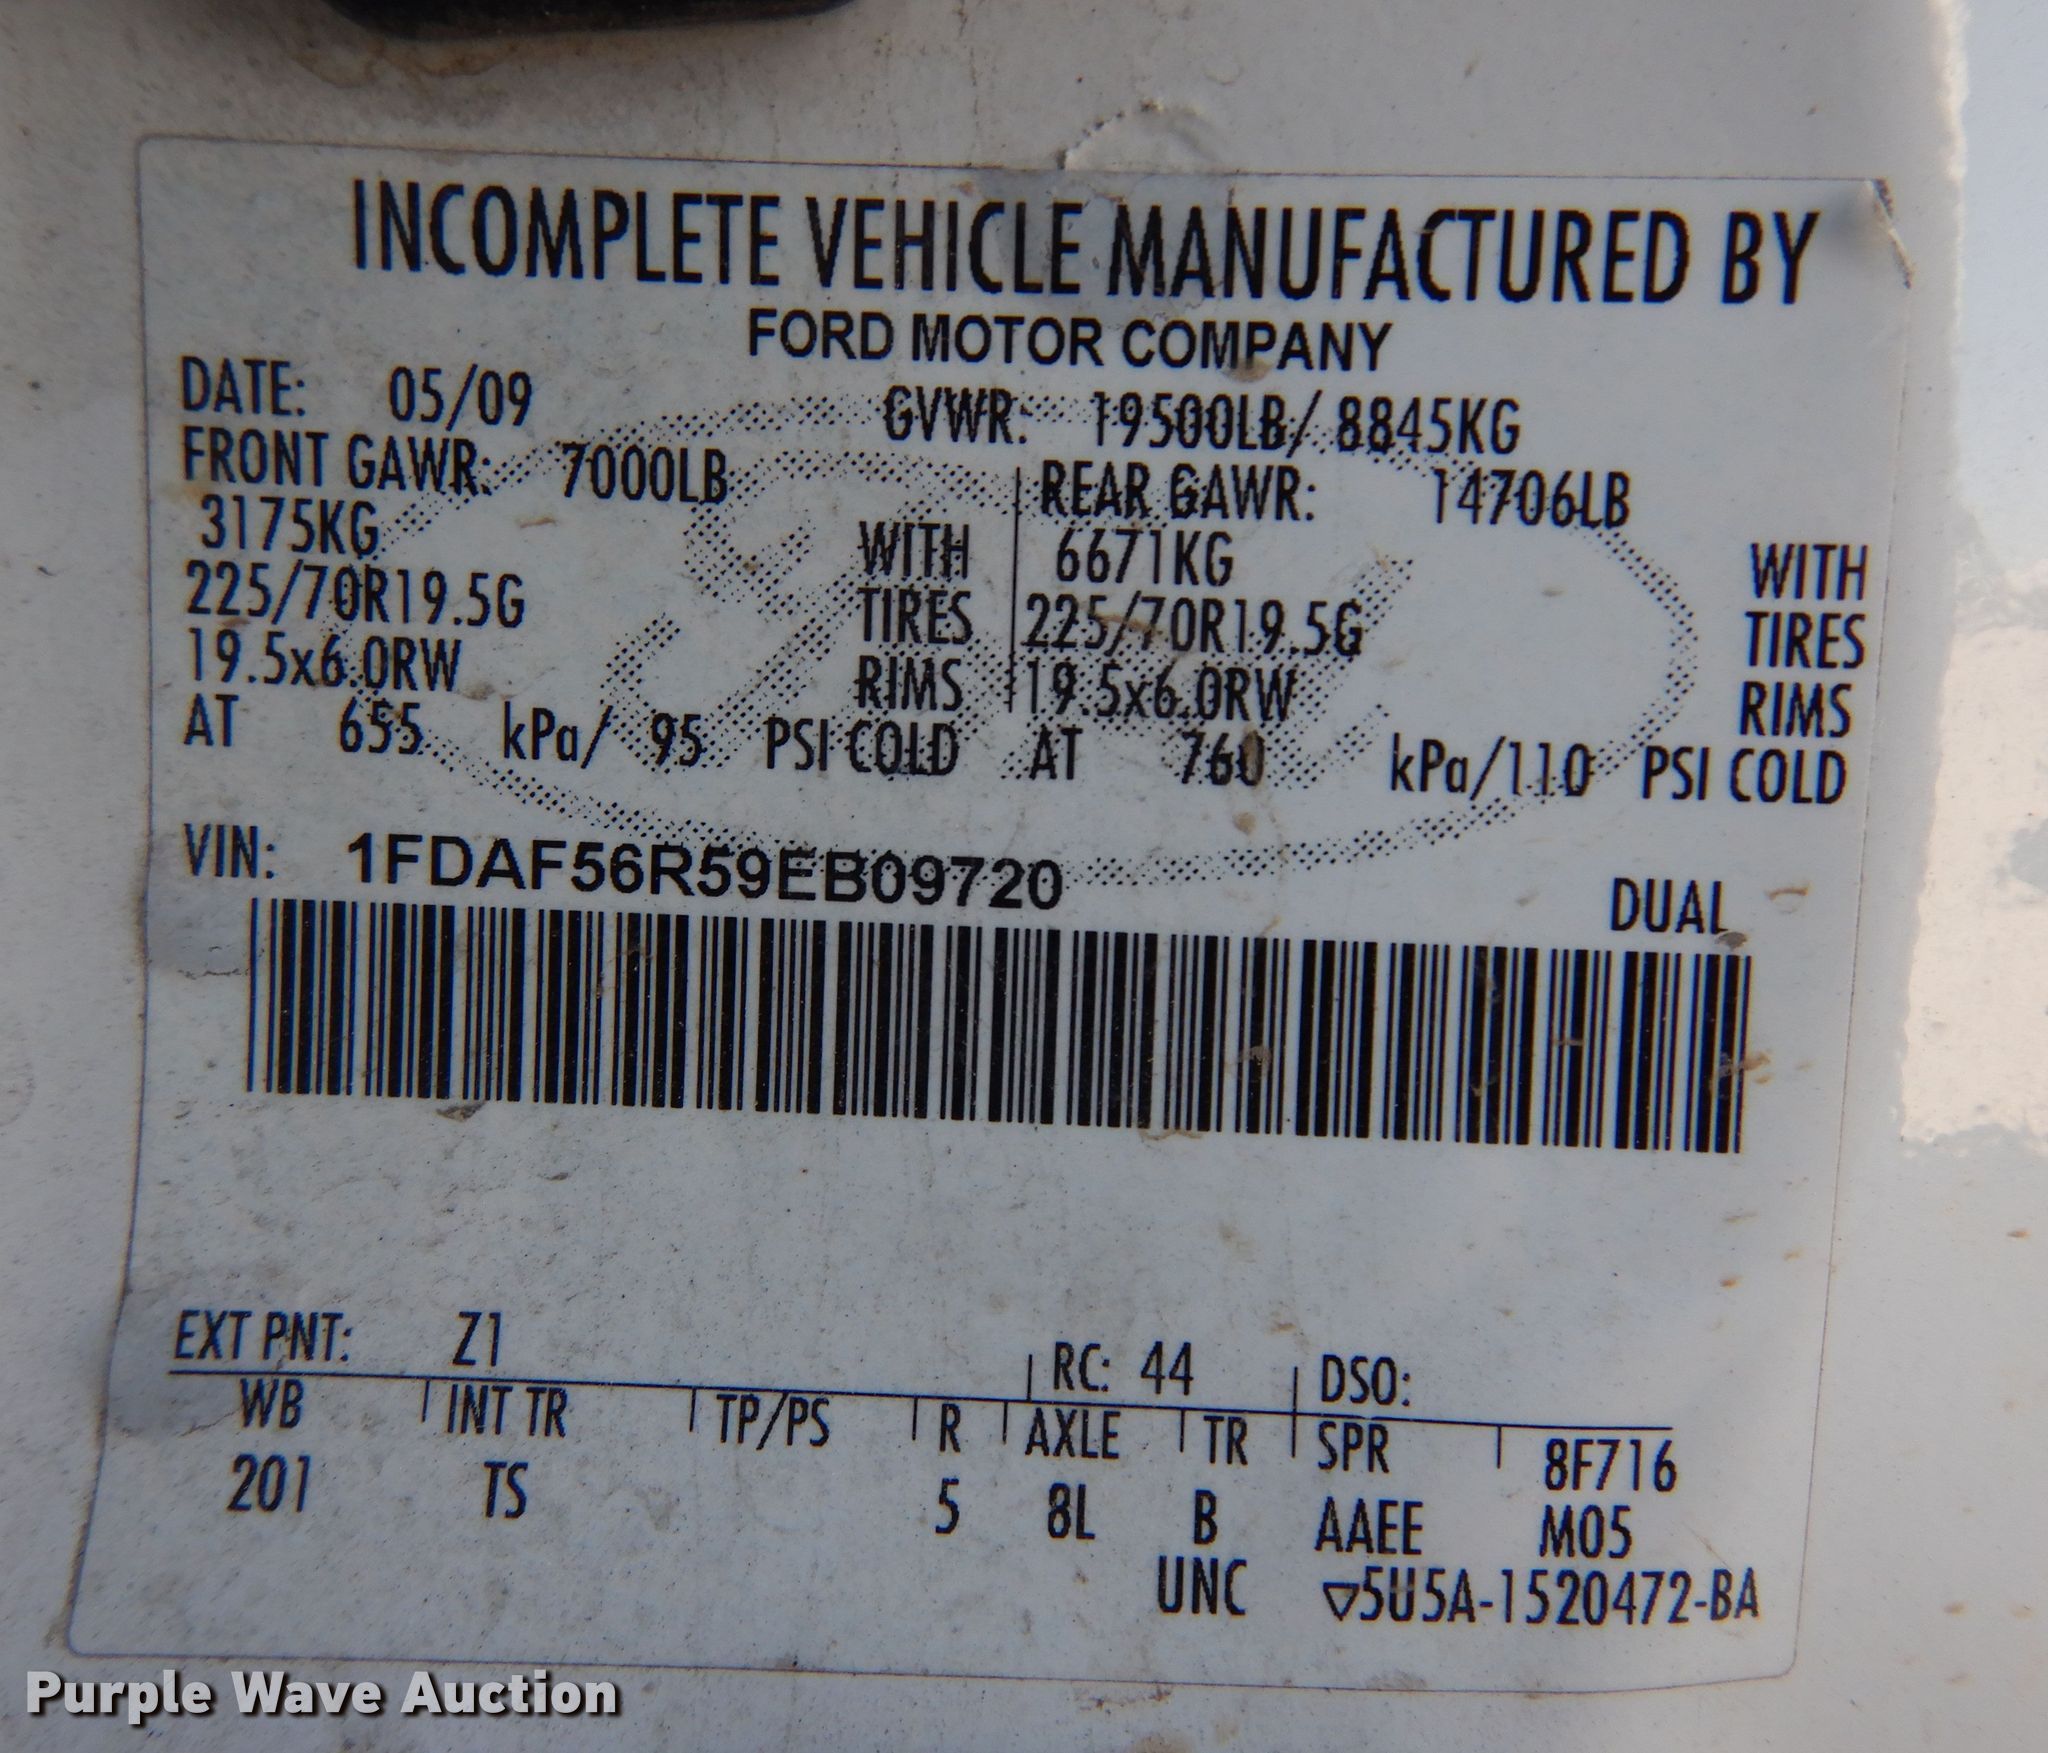 INCOMPLETE VEHICLE MANUFACTURED BY
FORD MOTOR COMPANY
DATE: 05/09 GVWR: 19500LB/ 8845KG
FRONT GAWR: 7000LB REAR GAWR: 14706LB
3175KG WITH 6671KG WITH
225/70R19.5G TIRES 225/70R19.5G TIRES
19.5x6.0RW RIMS 19.5x6.0RW RIMS
AT 655 kPa/ 95 PSI COLD AT 760 kPa/110 PSI COLD
VIN: 1FDAF56R59EB09720 DUAL
EXT PNT: Z1 RC: 44 DSO:
WB INT TR TP/PS R AXLE TR SPR 8F716
201 TS 5 8L B AAEE M05
UNC ▽5U5A-1520472-BA
Purple Wave Auction